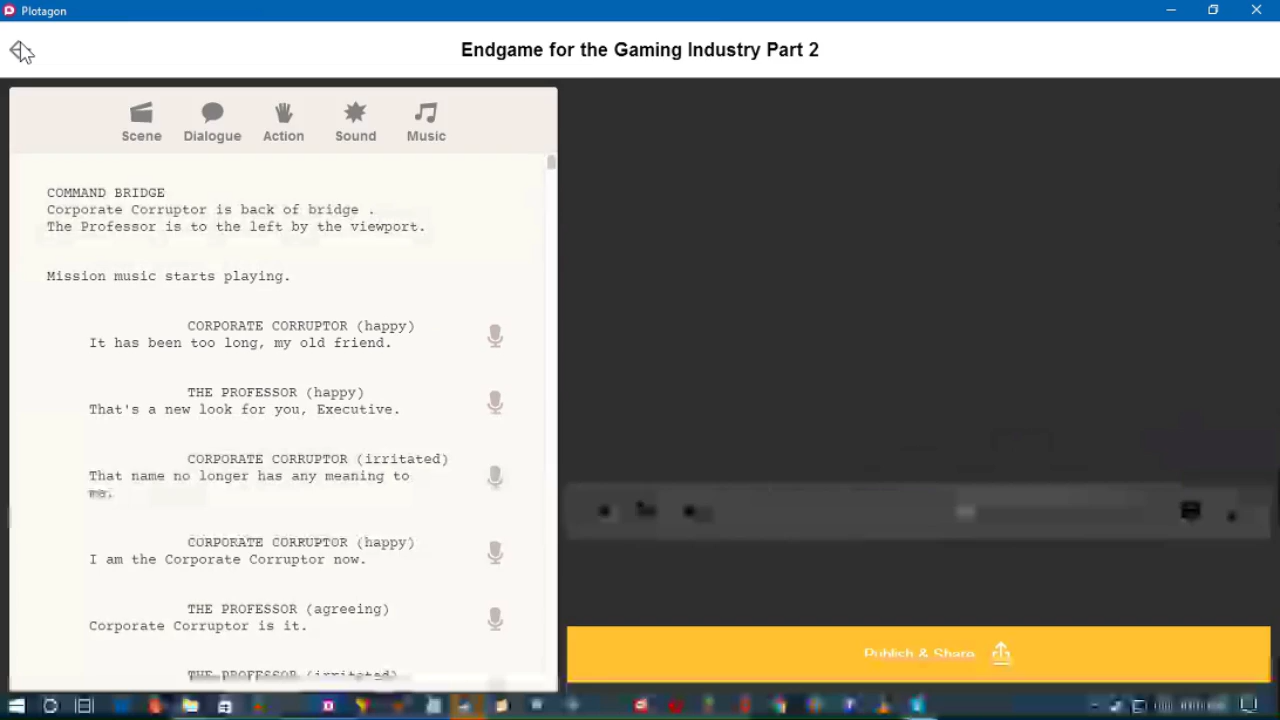 Plotagon
Endgame for the Gaming Industry Part 2
Scene Dialogue Action Sound Music
COMMAND BRIDGE
Corporate Corruptor is back of bridge .
The Professor is to the left by the viewport.
Mission music starts playing.
CORPORATE CORRUPTOR (happy)
It has been too long, my old friend.
THE PROFESSOR (happy)
That's a new look for you, Executive.
CORPORATE CORRUPTOR (irritated)
That name no longer has any meaning to
me.
CORPORATE CORRUPTOR (happy)
I am the Corporate Corruptor now.
THE PROFESSOR (agreeing)
Corporate Corruptor is it.
THE PROFESSOR (irritated)
Publish & Share